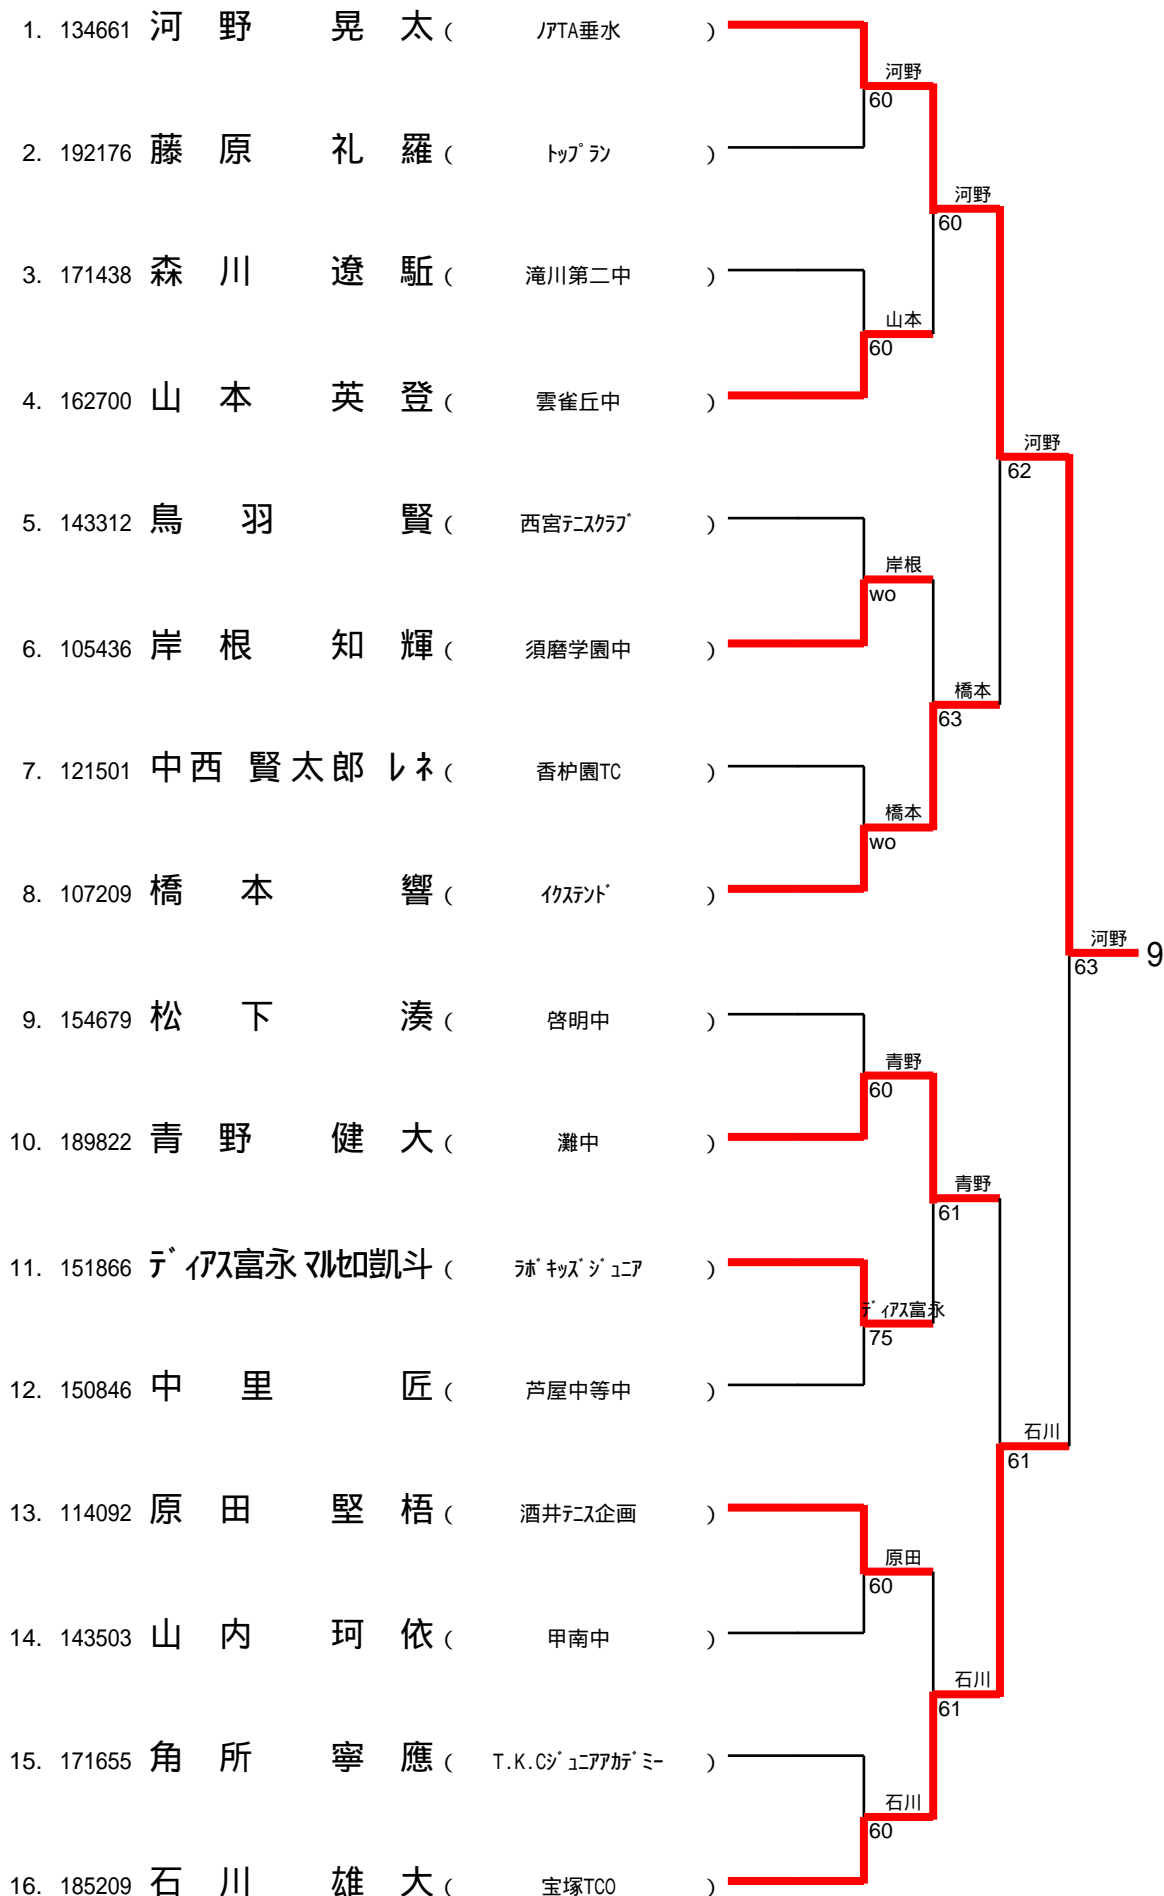 1. 134661 河野 晃太 ( ﾉｱTA垂水 )
河野
60
2. 192176 藤原 礼羅 ( ﾄｯﾌﾟﾗﾝ )
河野
60
3. 171438 森川 遼駈 ( 滝川第二中 )
山本
60
4. 162700 山本 英登 ( 雲雀丘中 )
河野
62
5. 143312 鳥羽 賢 ( 西宮ﾃﾆｽｸﾗﾌﾞ )
岸根
wo
6. 105436 岸根 知輝 ( 須磨学園中 )
橋本
63
7. 121501 中西 賢太郎 ﾚﾈ ( 香枦園TC )
橋本
wo
8. 107209 橋本 響 ( ｲｸｽﾃﾝﾄﾞ )
河野 9
63
9. 154679 松下 湊 ( 啓明中 )
青野
60
10. 189822 青野 健大 ( 灘中 )
青野
61
11. 151866 ﾃﾞｨｱｽ富永 ﾏﾙｾﾛ凱斗 ( ﾗﾎﾞｷｯｽﾞｼﾞｭﾆｱ )
ﾃﾞｨｱｽ富永
75
12. 150846 中里 匠 ( 芦屋中等中 )
石川
61
13. 114092 原田 堅梧 ( 酒井ﾃﾆｽ企画 )
原田
60
14. 143503 山内 珂依 ( 甲南中 )
石川
61
15. 171655 角所 寧應 ( T.K.Cｼﾞｭﾆｱｱｶﾃﾞﾐｰ )
石川
60
16. 185209 石川 雄大 ( 宝塚TCO )